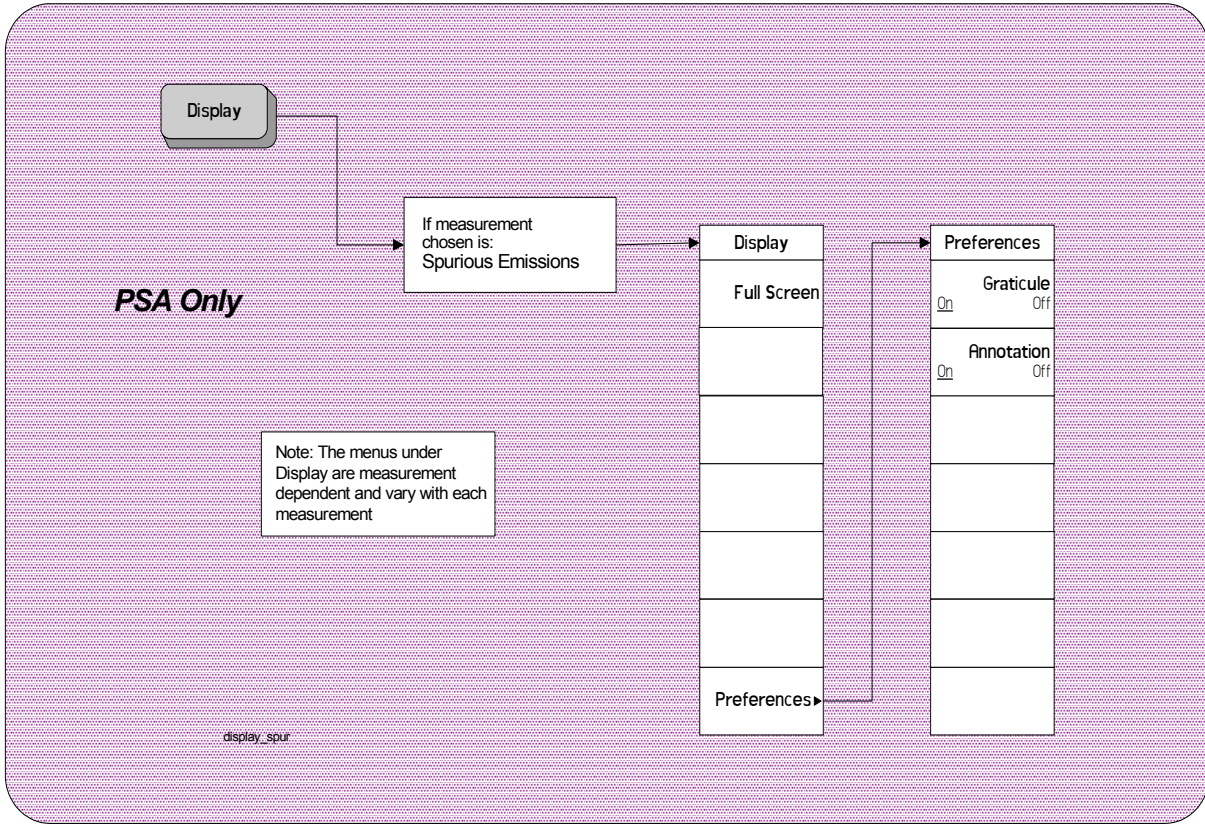 Display
If measurement
chosen is:
Spurious Emissions
PSA Only
Note: The menus under
Display are measurement
dependent and vary with each
measurement
Display
Full Screen
Preferences
Preferences
Graticule
On Off
Annotation
On Off
display_spur